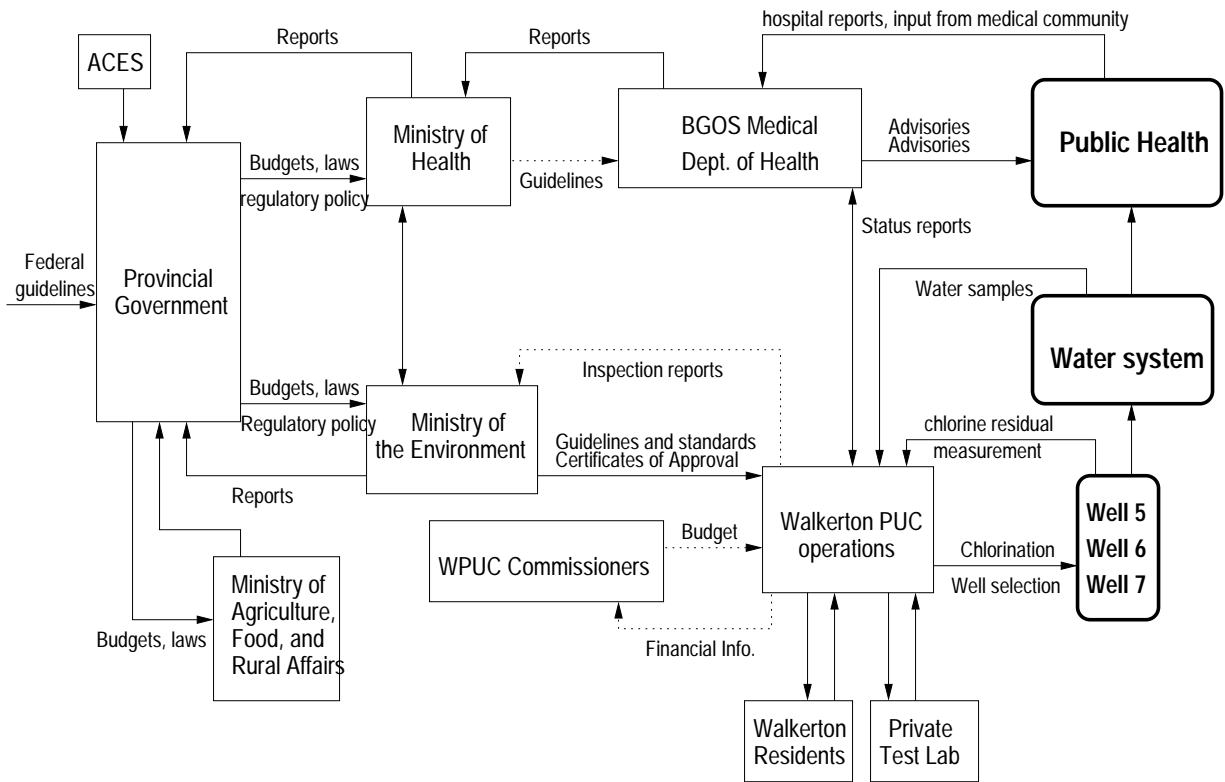 hospital reports, input from medical community
Reports
Reports
ACES
Ministry of
Health
BGOS Medical
Dept. of Health
Advisories
Advisories
Public Health
Budgets, laws
regulatory policy
Guidelines
Status reports
Federal
guidelines
Provincial
Government
Water samples
Water system
Inspection reports
Budgets, laws
Regulatory policy
Ministry of
the Environment
Guidelines and standards
Certificates of Approval
chlorine residual
measurement
Reports
Well 5
Well 6
Well 7
Walkerton PUC
operations
Budget
WPUC Commissioners
Chlorination
Well selection
Ministry of
Agriculture,
Food, and
Rural Affairs
Budgets, laws
Financial Info.
Walkerton
Residents
Private
Test Lab